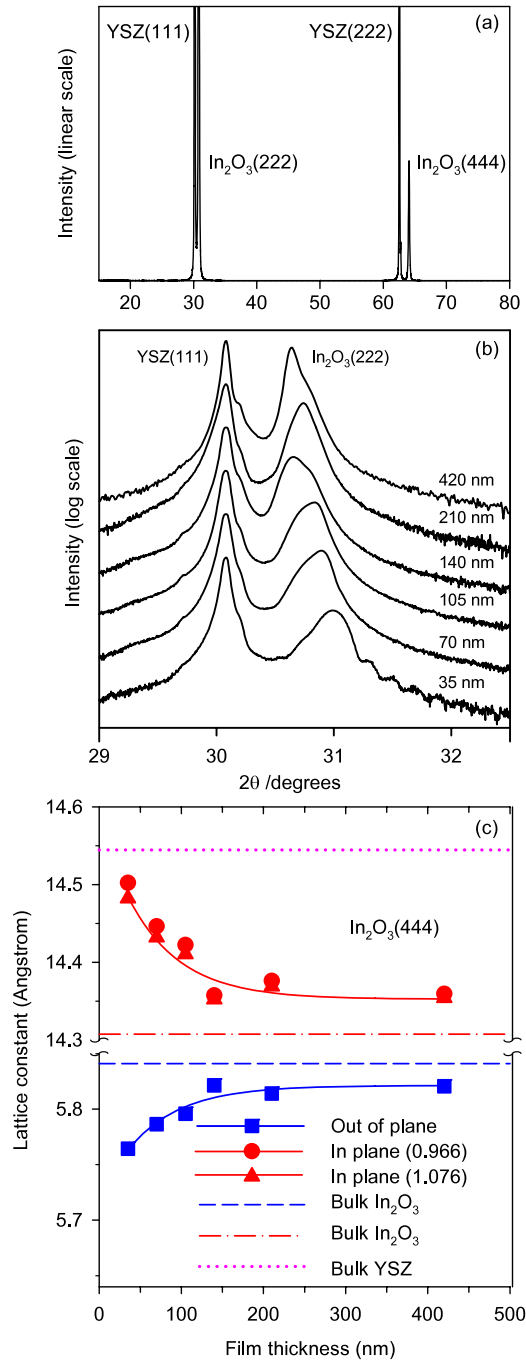 (a)
YSZ(111)
YSZ(222)
In₂O₃(222)
In₂O₃(444)
Intensity (linear scale)
20 30 40 50 60 70 80
(b)
YSZ(111)
In₂O₃(222)
420 nm
210 nm
140 nm
105 nm
70 nm
35 nm
Intensity (log scale)
29 30 31 32
2θ /degrees
(c)
14.6
14.5
14.4
14.3
5.8
5.7
Lattice constant (Angstrom)
In₂O₃(444)
Out of plane
In plane (0.966)
In plane (1.076)
Bulk In₂O₃
Bulk In₂O₃
Bulk YSZ
0 100 200 300 400 500
Film thickness (nm)